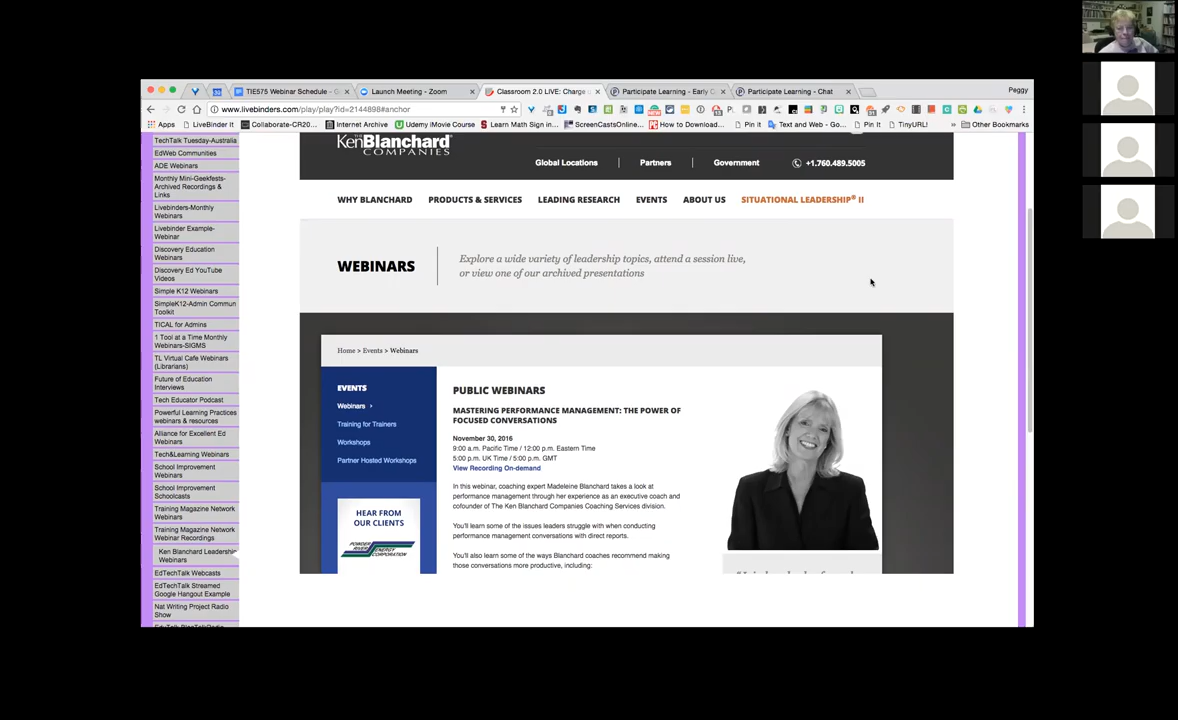 TIE575 Webinar Schedule - G
Launch Meeting - Zoom
Classroom 2.0 LIVE: Charge
Participate Learning - Early C
Participate Learning - Chat
Peggy
www.livebinders.com/play/play?id=2144898#anchor
Apps
LiveBinder It
Collaborate-CR20...
Internet Archive
Udemy iMovie Course
Learn Math Sign in...
ScreenCastsOnline...
How to Download...
Pin It
Text and Web - Go...
Pin It
TinyURL!
» Other Bookmarks
TechTalk Tuesday-Australia
EdWeb Communities
ADE Webinars
Monthly Mini-Geekfests-
Archived Recordings &
Links
Livebinders-Monthly
Webinars
Livebinder Example-
Webinar
Discovery Education
Webinars
Discovery Ed YouTube
Videos
Simple K12 Webinars
SimpleK12-Admin Commun
Toolkit
TICAL for Admins
1 Tool at a Time Monthly
Webinars-SIGMS
TL Virtual Cafe Webinars
(Librarians)
Future of Education
Interviews
Tech Educator Podcast
Powerful Learning Practices
webinars & resources
Alliance for Excellent Ed
Webinars
Tech&Learning Webinars
School Improvement
Webinars
School Improvement
Schoolcasts
Training Magazine Network
Webinars
Training Magazine Network
Webinar Recordings
Ken Blanchard Leadership
Webinars
EdTechTalk Webcasts
EdTechTalk Streamed
Google Hangout Example
Nat Writing Project Radio
Show
KenBlanchard
COMPANIES
Global Locations
Partners
Government
+1.760.489.5005
WHY BLANCHARD
PRODUCTS & SERVICES
LEADING RESEARCH
EVENTS
ABOUT US
SITUATIONAL LEADERSHIP® II
WEBINARS
Explore a wide variety of leadership topics, attend a session live,
or view one of our archived presentations
Home > Events > Webinars
EVENTS
Webinars ›
Training for Trainers
Workshops
Partner Hosted Workshops
HEAR FROM
OUR CLIENTS
POWDER RIVER
ENERGY
CORPORATION
PUBLIC WEBINARS
MASTERING PERFORMANCE MANAGEMENT: THE POWER OF
FOCUSED CONVERSATIONS
November 30, 2016
9:00 a.m. Pacific Time / 12:00 p.m. Eastern Time
5:00 p.m. UK Time / 5:00 p.m. GMT
View Recording On-demand
In this webinar, coaching expert Madeleine Blanchard takes a look at
performance management through her experience as an executive coach and
cofounder of The Ken Blanchard Companies Coaching Services division.
You'll learn some of the issues leaders struggle with when conducting
performance management conversations with direct reports.
You'll also learn some of the ways Blanchard coaches recommend making
those conversations more productive, including: